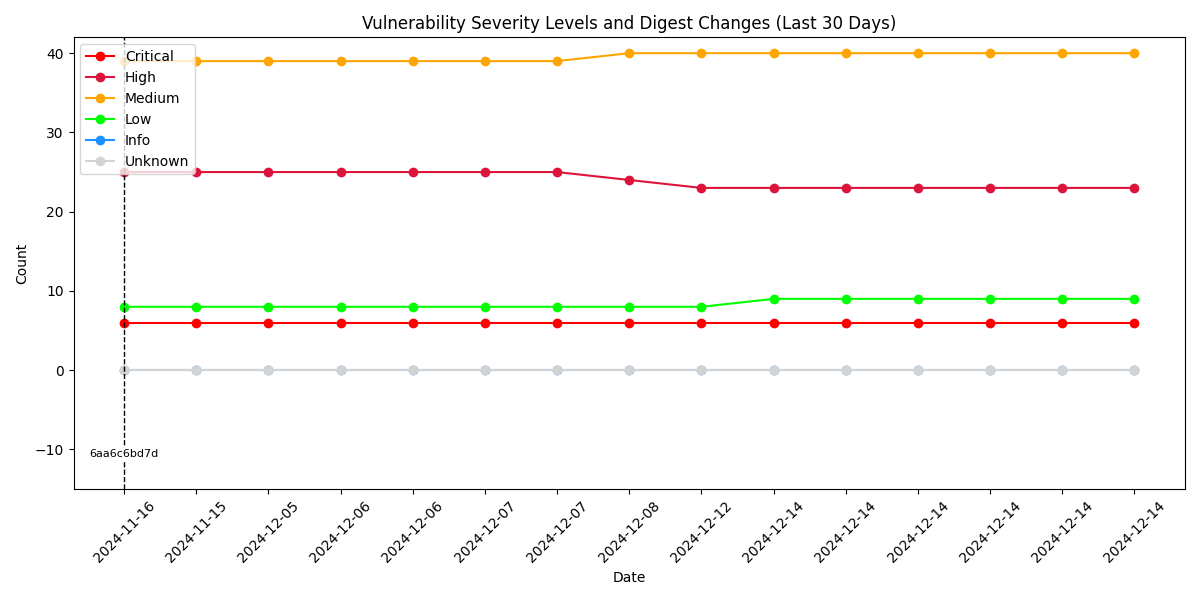 Vulnerability Severity Levels and Digest Changes (Last 30 Days)
Critical
High
Medium
Low
Info
Unknown
40
30
20
10
0
−10
Count
6aa6c6bd7d
2024-11-16
2024-11-15
2024-12-05
2024-12-06
2024-12-06
2024-12-07
2024-12-07
2024-12-08
2024-12-12
2024-12-14
2024-12-14
2024-12-14
2024-12-14
2024-12-14
2024-12-14
Date